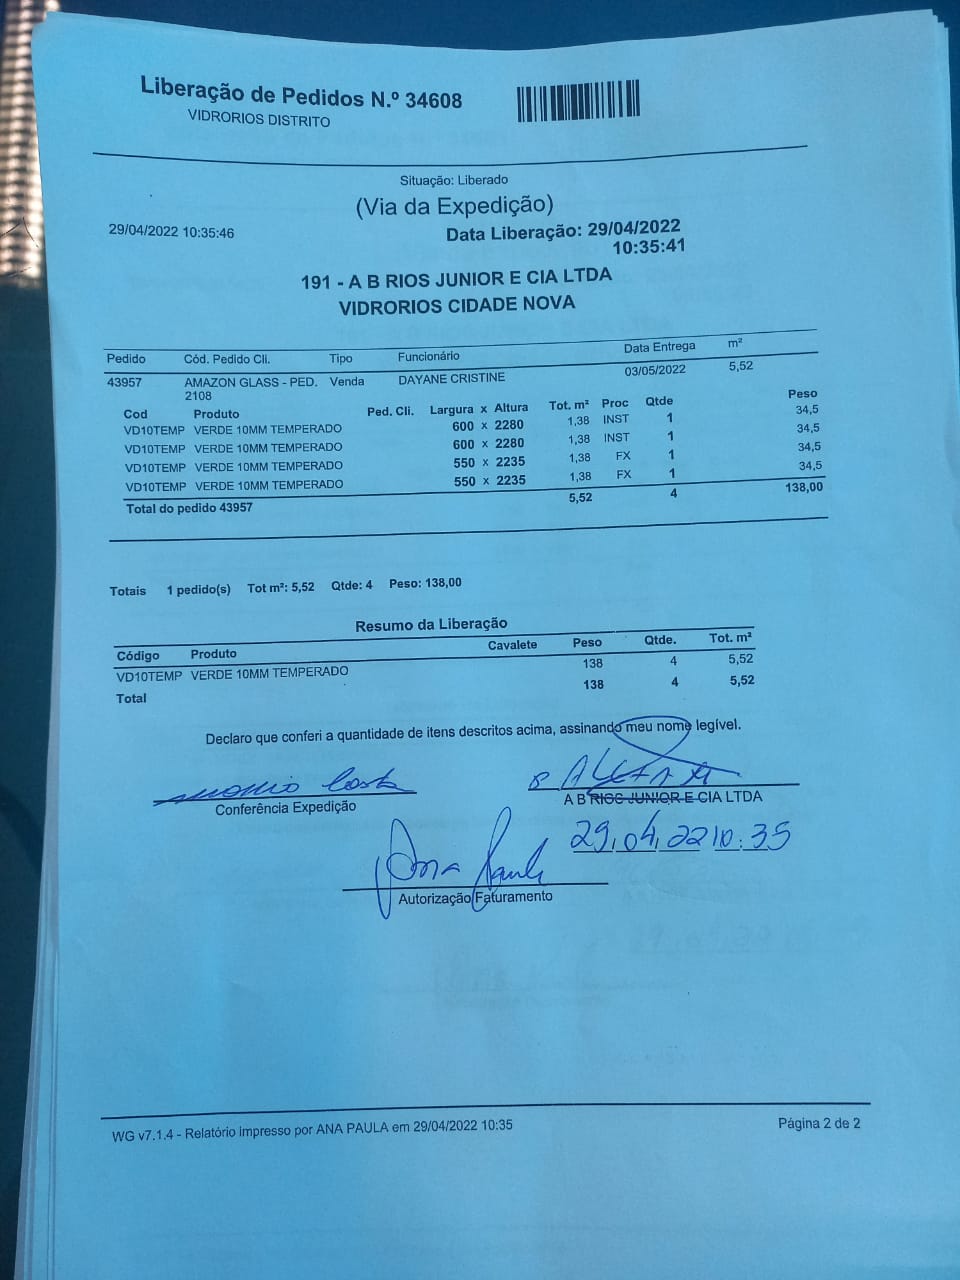 Liberação de Pedidos N.º 34608
VIDRORIOS DISTRITO
Situação: Liberado
(Via da Expedição)
29/04/2022 10:35:46
Data Liberação: 29/04/2022
10:35:41
191 - A B RIOS JUNIOR E CIA LTDA
VIDRORIOS CIDADE NOVA
Pedido Cód. Pedido Cli. Tipo Funcionário Data Entrega m²
43957 AMAZON GLASS - PED. 2108 Venda DAYANE CRISTINE 03/05/2022 5,52
Cod Produto Ped. Cli. Largura x Altura Tot. m² Proc Qtde Peso
VD10TEMP VERDE 10MM TEMPERADO 600 x 2280 1,38 INST 1 34,5
VD10TEMP VERDE 10MM TEMPERADO 600 x 2280 1,38 INST 1 34,5
VD10TEMP VERDE 10MM TEMPERADO 550 x 2235 1,38 FX 1 34,5
VD10TEMP VERDE 10MM TEMPERADO 550 x 2235 1,38 FX 1 34,5
Total do pedido 43957 5,52 4 138,00
Totais 1 pedido(s) Tot m²: 5,52 Qtde: 4 Peso: 138,00
Resumo da Liberação
Código Produto Cavalete Peso Qtde. Tot. m²
VD10TEMP VERDE 10MM TEMPERADO 138 4 5,52
Total 138 4 5,52
Declaro que conferi a quantidade de itens descritos acima, assinando meu nome legível.
Costa
Conferência Expedição
A B RIOS JUNIOR E CIA LTDA
29,04,22 10:35
Ana Paula
Autorização Faturamento
WG v7.1.4 - Relatório impresso por ANA PAULA em 29/04/2022 10:35
Página 2 de 2